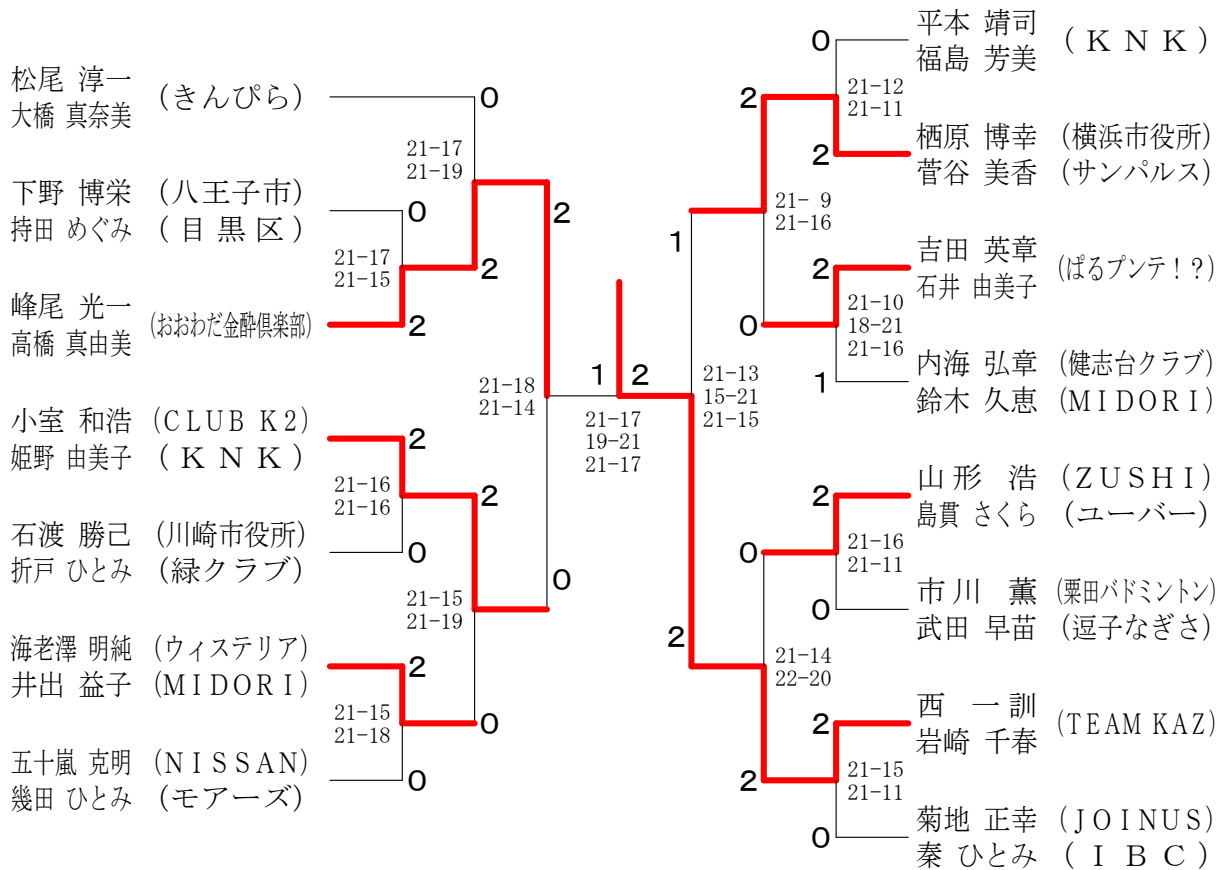 松尾 淳一 (きんぴら)
大橋 真奈美
0
21-17
21-19
下野 博栄 (八王子市)
持田 めぐみ (目黒区)
0
21-17
21-15
2
2
峰尾 光一 (おおわだ金酔倶楽部)
高橋 真由美
2
2
21-18
21-14
小室 和浩 (CLUB K2)
姫野 由美子 (KNK)
2
21-16
21-16
2
石渡 勝己 (川崎市役所)
折戸 ひとみ (緑クラブ)
0
21-15
21-19
0
海老澤 明純 (ウィステリア)
井出 益子 (MIDORI)
2
21-15
21-18
0
五十嵐 克明 (NISSAN)
幾田 ひとみ (モアーズ)
0
1 2
21-17
19-21
21-17
平本 靖司 (KNK)
福島 芳美
0
21-12
21-11
2
栖原 博幸 (横浜市役所)
菅谷 美香 (サンパルス)
2
21- 9
21-16
1
吉田 英章 (ぱるプンテ!?)
石井 由美子
2
21-10
18-21
21-16
0
内海 弘章 (健志台クラブ)
鈴木 久恵 (MIDORI)
1
21-13
15-21
21-15
山形 浩 (ZUSHI)
島貫 さくら (ユーバー)
2
21-16
21-11
0
市川 薫 (栗田バドミントン)
武田 早苗 (逗子なぎさ)
0
2
21-14
22-20
西 一訓 (TEAM KAZ)
岩崎 千春
2
21-15
21-11
2
菊地 正幸 (JOINUS)
秦 ひとみ (IBC)
0